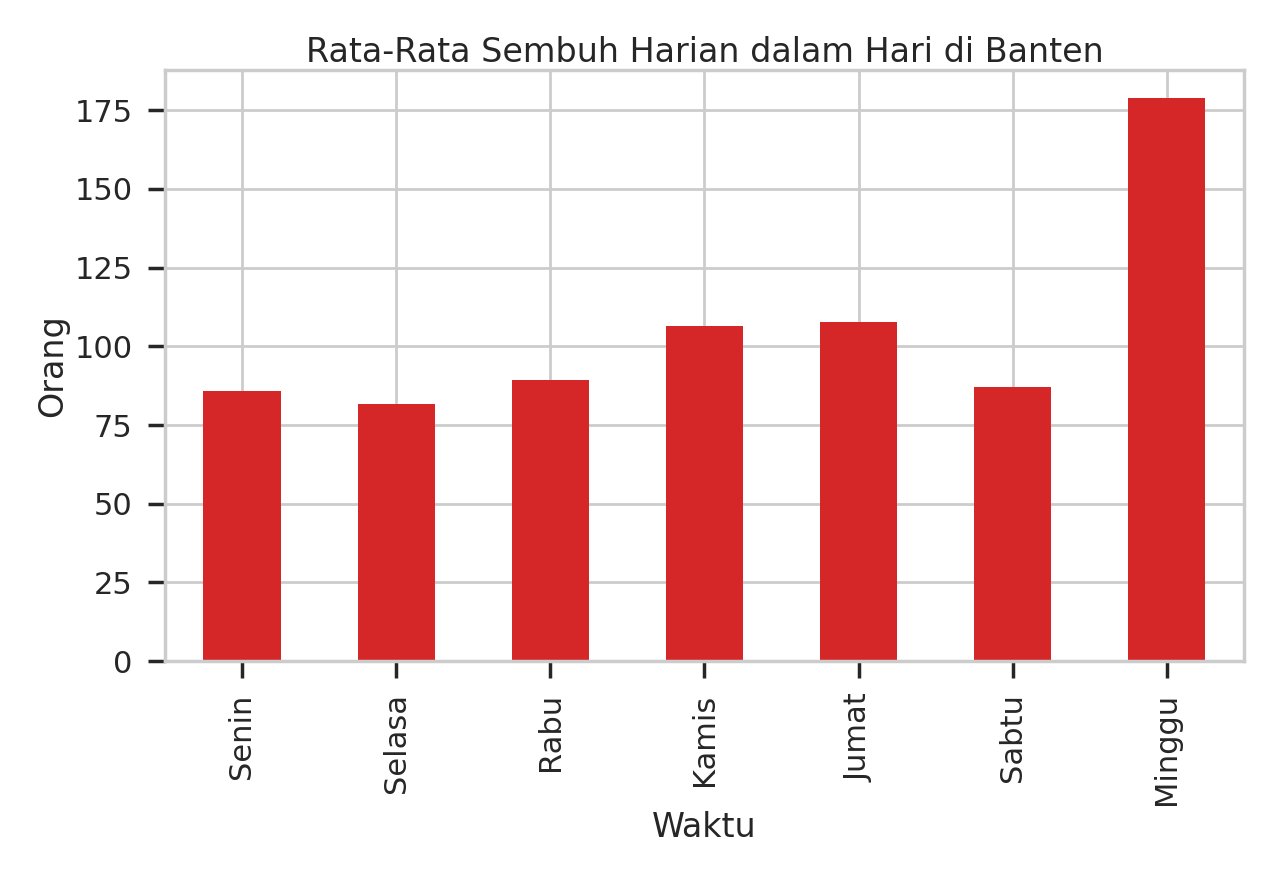 Rata-Rata Sembuh Harian dalam Hari di Banten
175
150
125
100
75
50
25
0
Orang
Senin
Selasa
Rabu
Kamis
Jumat
Sabtu
Minggu
Waktu